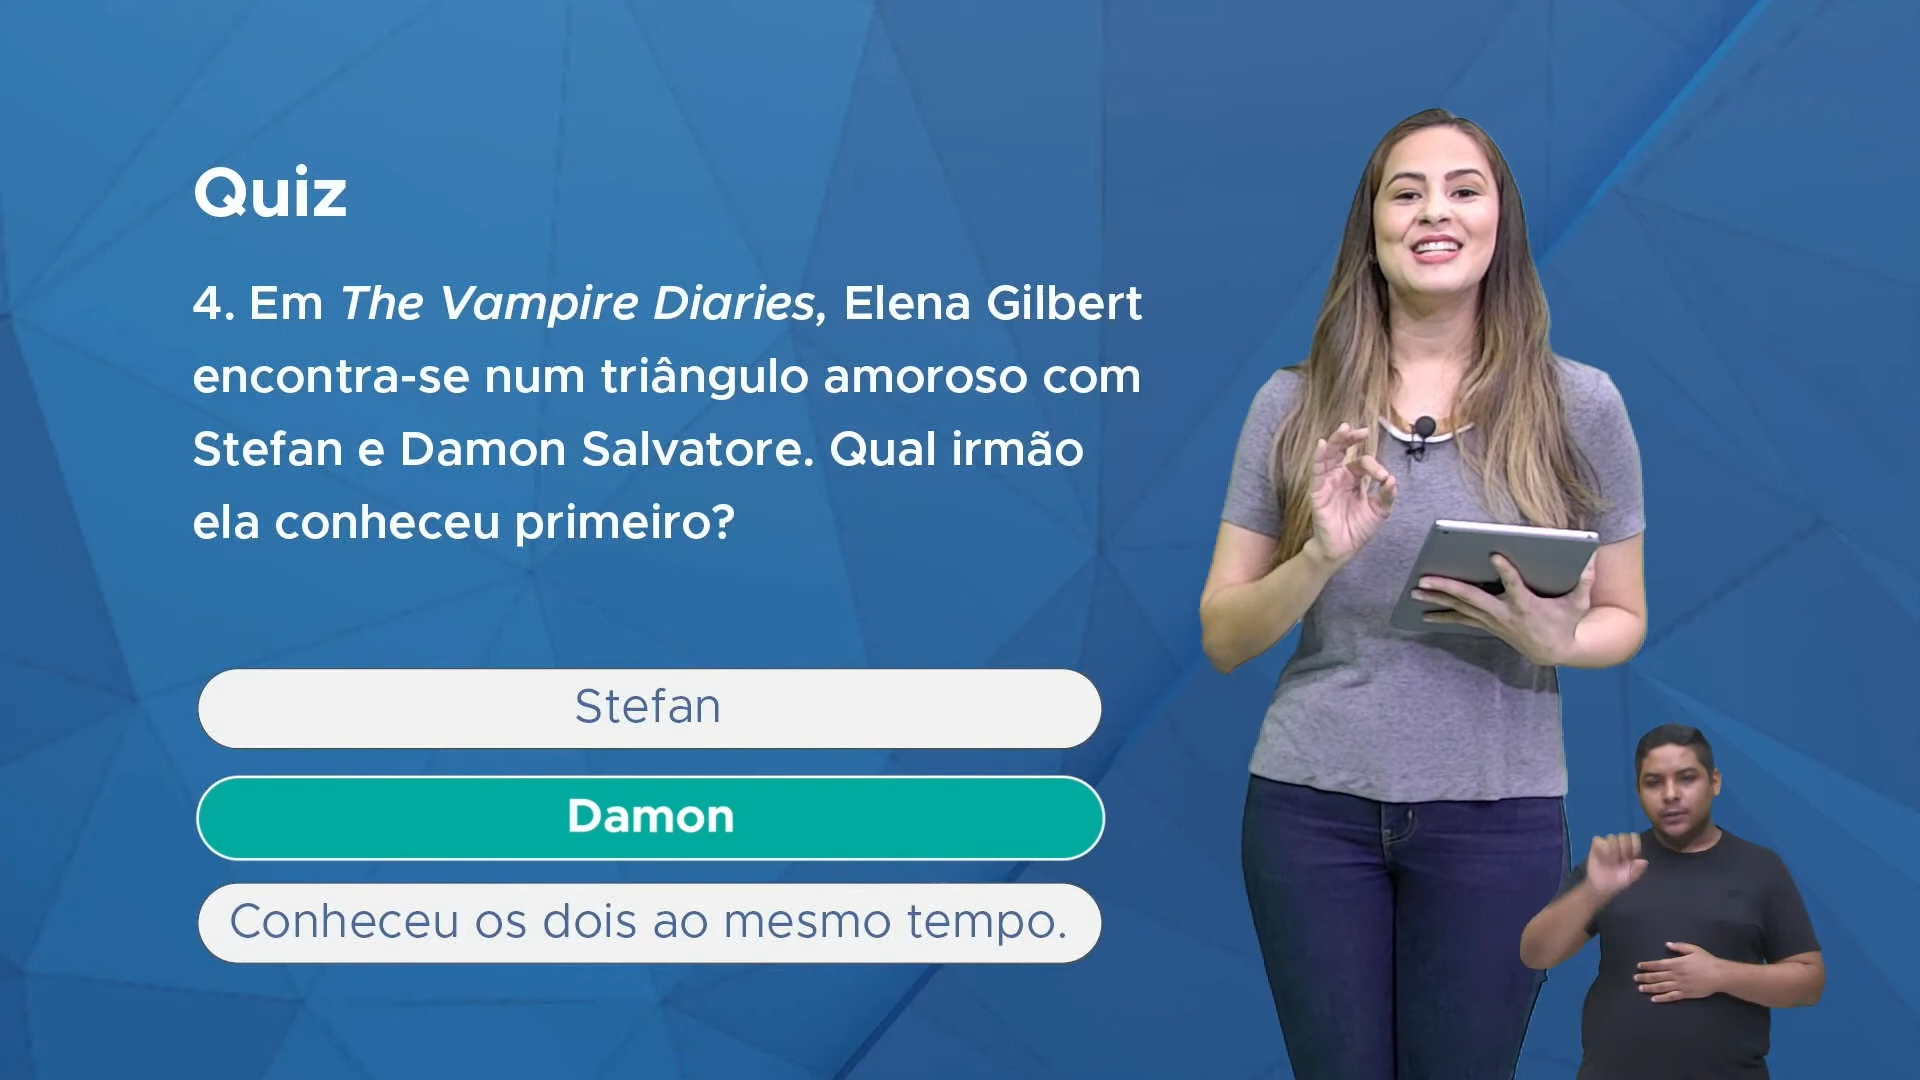 Quiz
4. Em The Vampire Diaries, Elena Gilbert
encontra-se num triângulo amoroso com
Stefan e Damon Salvatore. Qual irmão
ela conheceu primeiro?
Stefan
Damon
Conheceu os dois ao mesmo tempo.